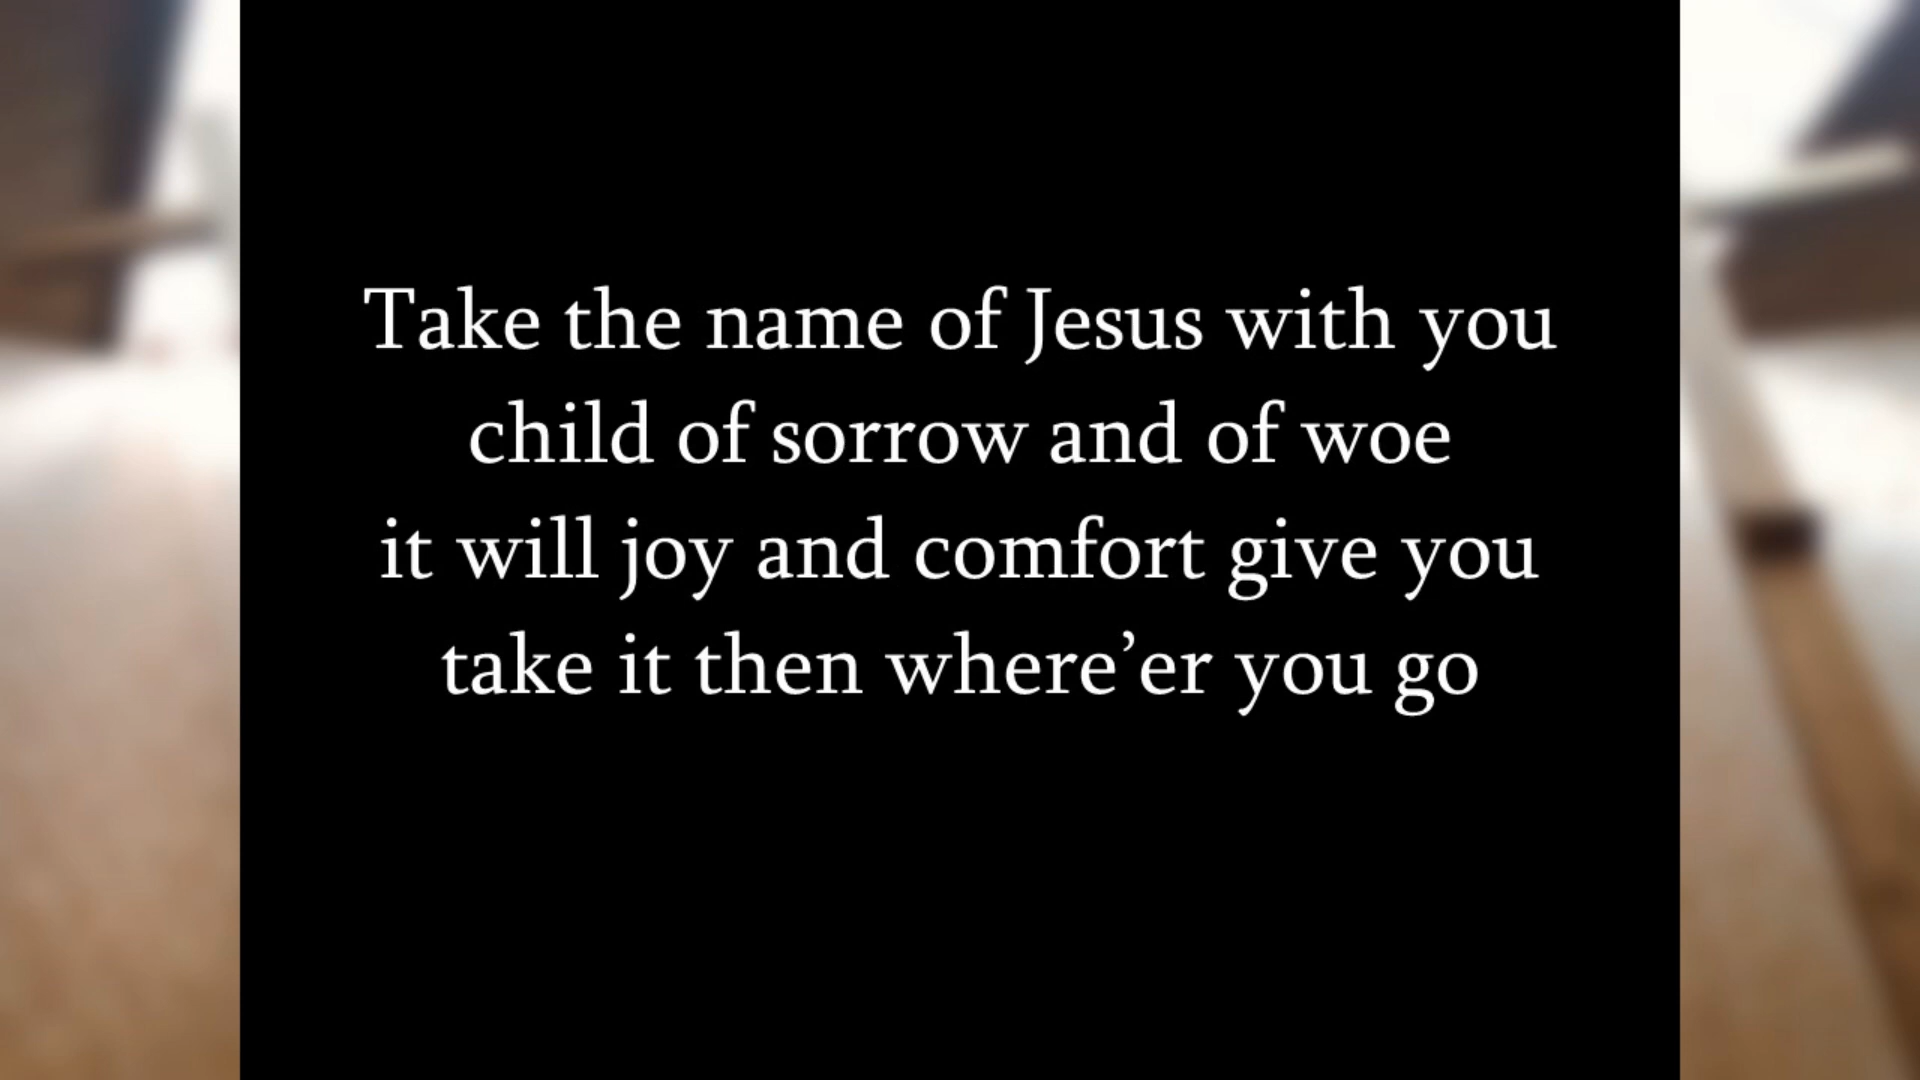 Take the name of Jesus with you
child of sorrow and of woe
it will joy and comfort give you
take it then where’er you go